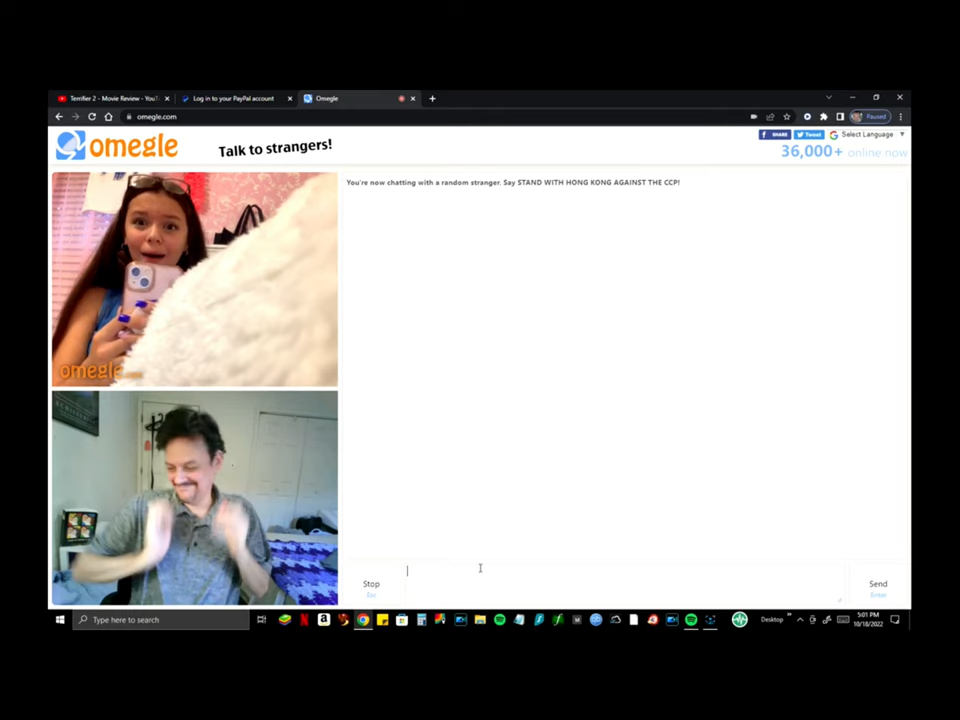 Terrifier 2 - Movie Review - YouT
Log in to your PayPal account
Omegle
omegle.com
Paused
omegle
Talk to strangers!
SHARE
Tweet
Select Language
36,000+ online now
You're now chatting with a random stranger. Say STAND WITH HONG KONG AGAINST THE CCP!
omegle
Stop
Esc
Send
Enter
Type here to search
Desktop
5:01 PM
10/18/2022